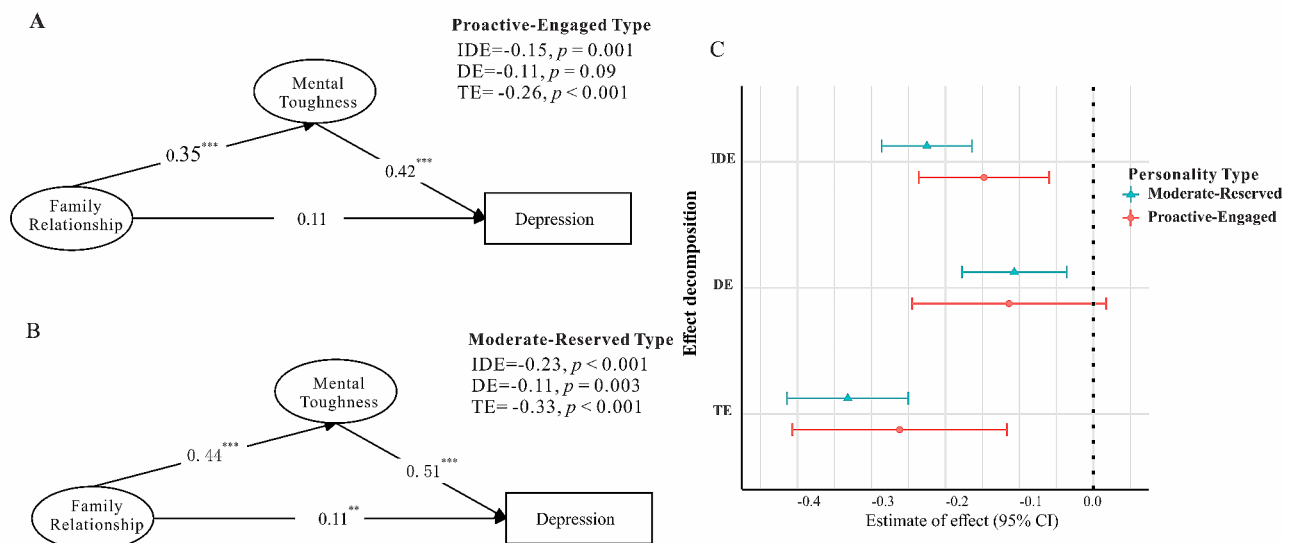 A
Proactive-Engaged Type
IDE=-0.15, p = 0.001
DE=-0.11, p = 0.09
TE= -0.26, p < 0.001
Mental
Toughness
0.35***
0.42***
Family
Relationship
0.11
Depression
B
Moderate-Reserved Type
IDE=-0.23, p < 0.001
DE=-0.11, p = 0.003
TE= -0.33, p < 0.001
Mental
Toughness
0.44***
0.51***
Family
Relationship
0.11**
Depression
C
Effect decomposition
IDE
DE
TE
-0.4 -0.3 -0.2 -0.1 0.0
Estimate of effect (95% CI)
Personality Type
Moderate-Reserved
Proactive-Engaged